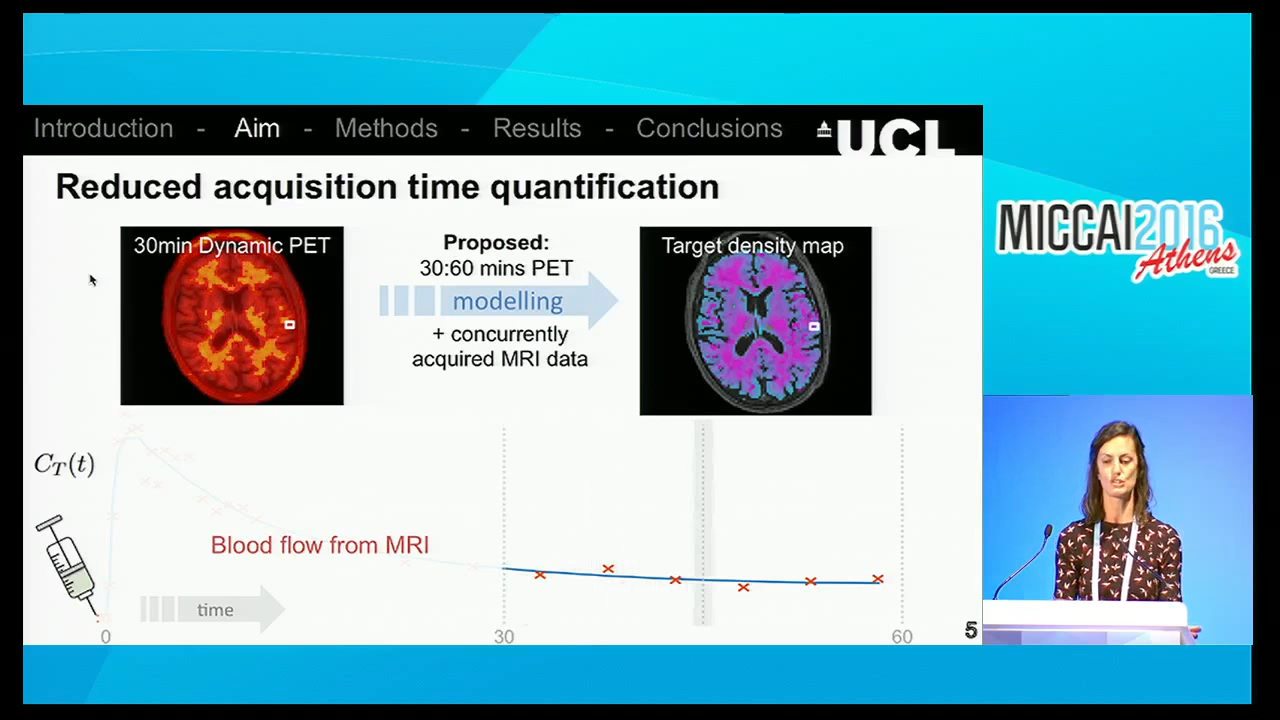 Introduction - Aim - Methods - Results - Conclusions
UCL
Reduced acquisition time quantification
30min Dynamic PET
Proposed:
30:60 mins PET
modelling
+ concurrently
acquired MRI data
Target density map
MICCAI2016
Athens
GREECE
C_T(t)
Blood flow from MRI
time
0
30
60
5